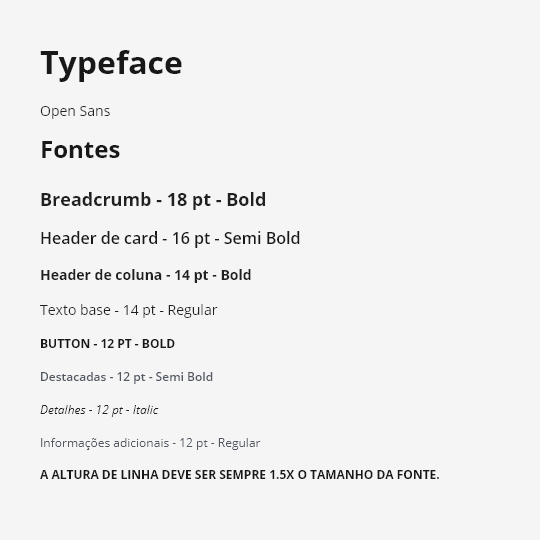 Typeface
Open Sans
Fontes
Breadcrumb - 18 pt - Bold
Header de card - 16 pt - Semi Bold
Header de coluna - 14 pt - Bold
Texto base - 14 pt - Regular
BUTTON - 12 PT - BOLD
Destacadas - 12 pt - Semi Bold
Detalhes - 12 pt - Italic
Informações adicionais - 12 pt - Regular
A ALTURA DE LINHA DEVE SER SEMPRE 1.5X O TAMANHO DA FONTE.